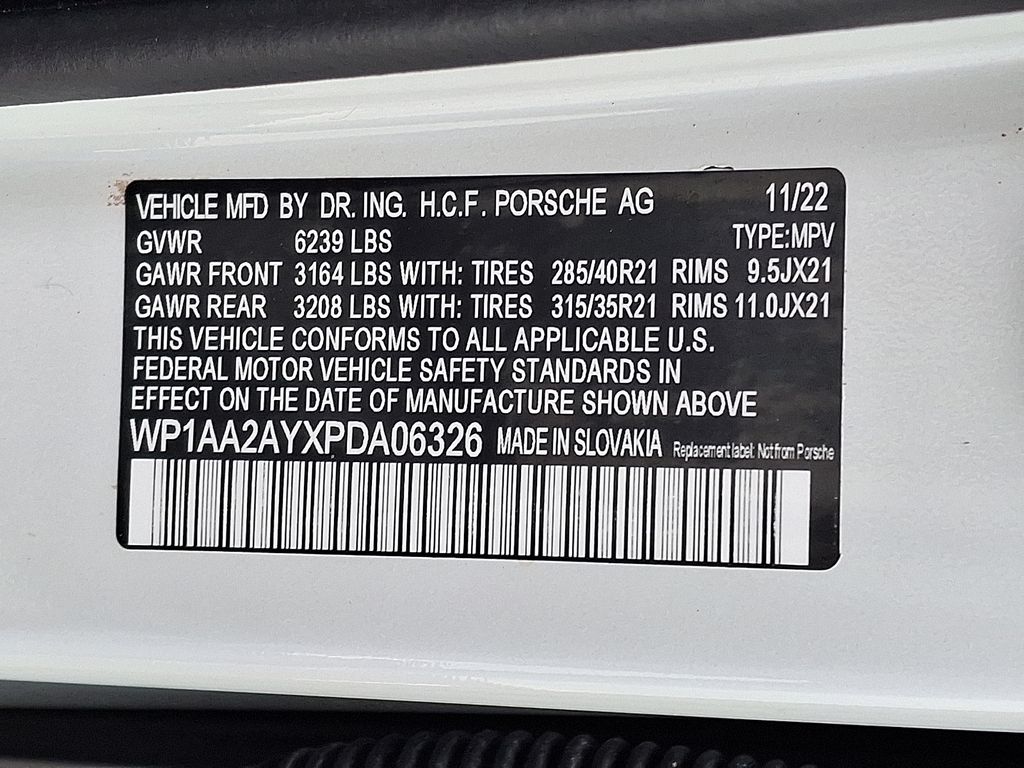 VEHICLE MFD BY DR. ING. H.C.F. PORSCHE AG 11/22
GVWR 6239 LBS TYPE:MPV
GAWR FRONT 3164 LBS WITH: TIRES 285/40R21 RIMS 9.5JX21
GAWR REAR 3208 LBS WITH: TIRES 315/35R21 RIMS 11.0JX21
THIS VEHICLE CONFORMS TO ALL APPLICABLE U.S.
FEDERAL MOTOR VEHICLE SAFETY STANDARDS IN
EFFECT ON THE DATE OF MANUFACTURE SHOWN ABOVE
WP1AA2AYXPDA06326 MADE IN SLOVAKIA Replacement label: Not from Porsche